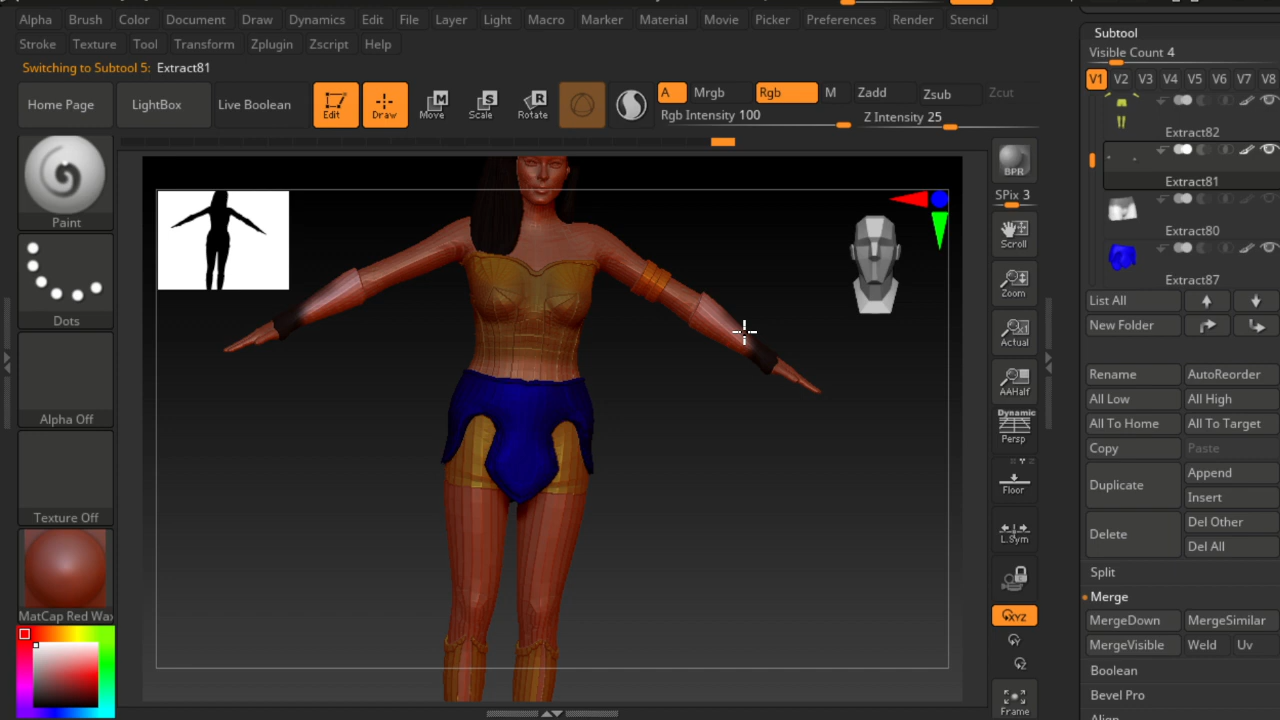 Alpha Brush Color Document Draw Dynamics Edit File Layer Light Macro Marker Material Movie Picker Preferences Render Stencil
Stroke Texture Tool Transform Zplugin Zscript Help
Switching to Subtool 5: Extract81
Home Page LightBox Live Boolean Edit Draw Move Scale Rotate
M S R
A Mrgb Rgb M Zadd Zsub Zcut
Rgb Intensity 100 Z Intensity 25
Paint
Dots
Alpha Off
Texture Off
MatCap Red Wax
BPR
SPix 3
Scroll
Zoom
Actual
AAHalf
Dynamic
Persp
Floor
L.Sym
XYZ
Y
Z
Frame
Subtool
Visible Count 4
V1 V2 V3 V4 V5 V6 V7 V8
Extract82
Extract81
Extract80
Extract87
List All
New Folder
Rename AutoReorder
All Low All High
All To Home All To Target
Copy Paste
Duplicate Append
Insert
Delete Del Other
Del All
Split
Merge
MergeDown MergeSimilar
MergeVisible Weld Uv
Boolean
Bevel Pro